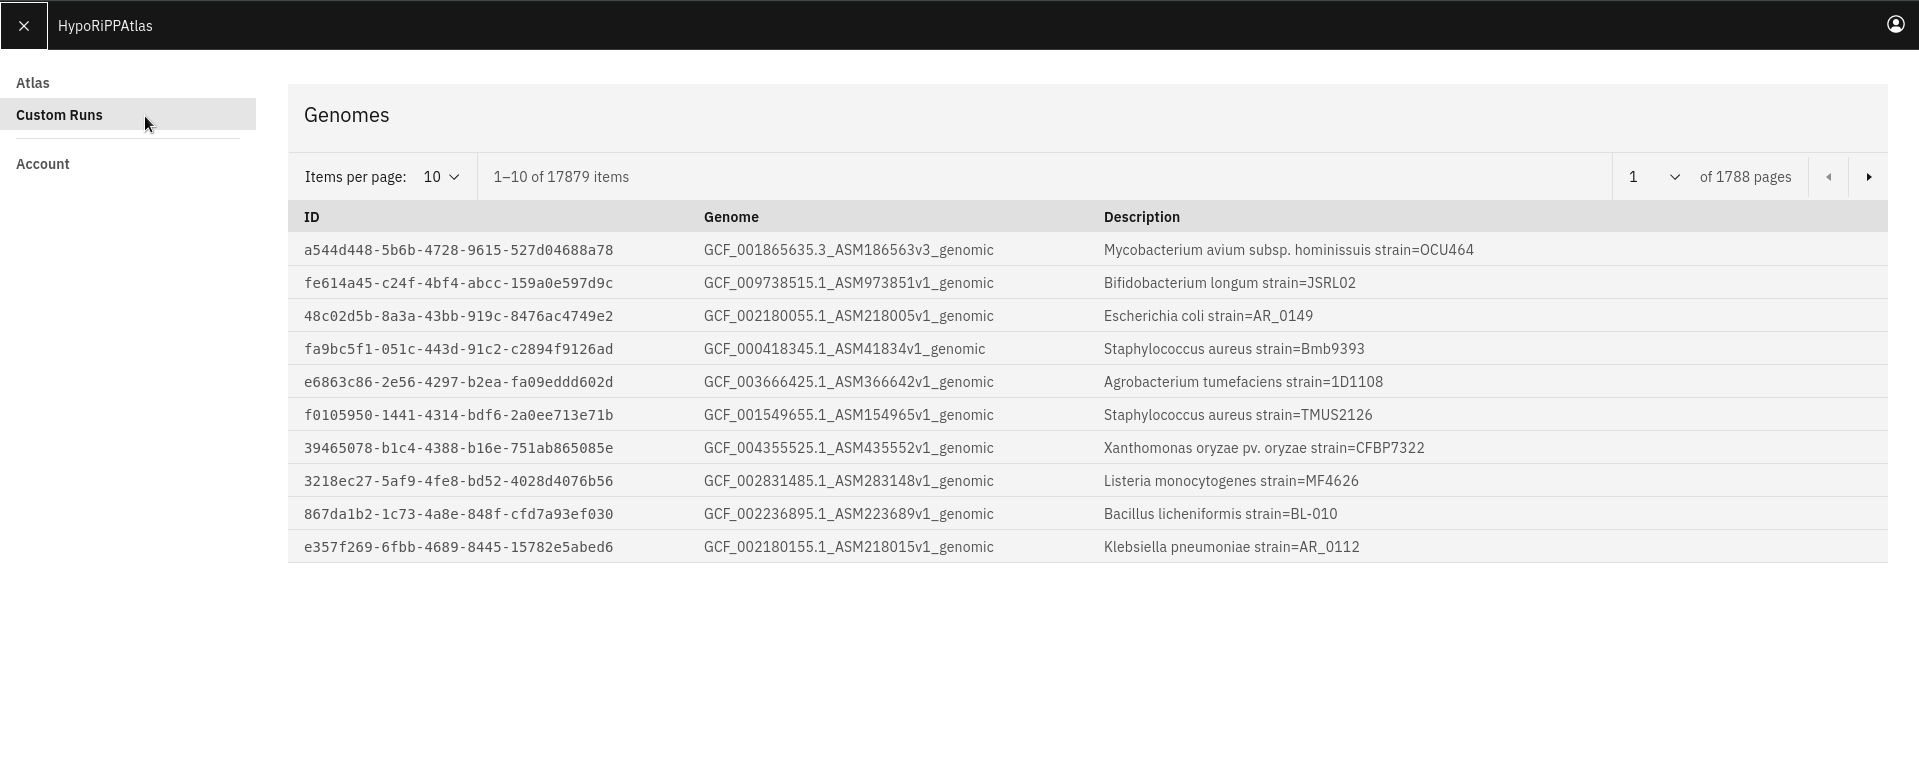 HypoRiPPAtlas
Atlas
Custom Runs
Account
Genomes
Items per page: 10 1–10 of 17879 items 1 of 1788 pages
ID Genome Description
a544d448-5b6b-4728-9615-527d04688a78 GCF_001865635.3_ASM186563v3_genomic Mycobacterium avium subsp. hominissuis strain=OCU464
fe614a45-c24f-4bf4-abcc-159a0e597d9c GCF_009738515.1_ASM973851v1_genomic Bifidobacterium longum strain=JSRL02
48c02d5b-8a3a-43bb-919c-8476ac4749e2 GCF_002180055.1_ASM218005v1_genomic Escherichia coli strain=AR_0149
fa9bc5f1-051c-443d-91c2-c2894f9126ad GCF_000418345.1_ASM41834v1_genomic Staphylococcus aureus strain=Bmb9393
e6863c86-2e56-4297-b2ea-fa09eddd602d GCF_003666425.1_ASM366642v1_genomic Agrobacterium tumefaciens strain=1D1108
f0105950-1441-4314-bdf6-2a0ee713e71b GCF_001549655.1_ASM154965v1_genomic Staphylococcus aureus strain=TMUS2126
39465078-b1c4-4388-b16e-751ab865085e GCF_004355525.1_ASM435552v1_genomic Xanthomonas oryzae pv. oryzae strain=CFBP7322
3218ec27-5af9-4fe8-bd52-4028d4076b56 GCF_002831485.1_ASM283148v1_genomic Listeria monocytogenes strain=MF4626
867da1b2-1c73-4a8e-848f-cfd7a93ef030 GCF_002236895.1_ASM223689v1_genomic Bacillus licheniformis strain=BL-010
e357f269-6fbb-4689-8445-15782e5abed6 GCF_002180155.1_ASM218015v1_genomic Klebsiella pneumoniae strain=AR_0112